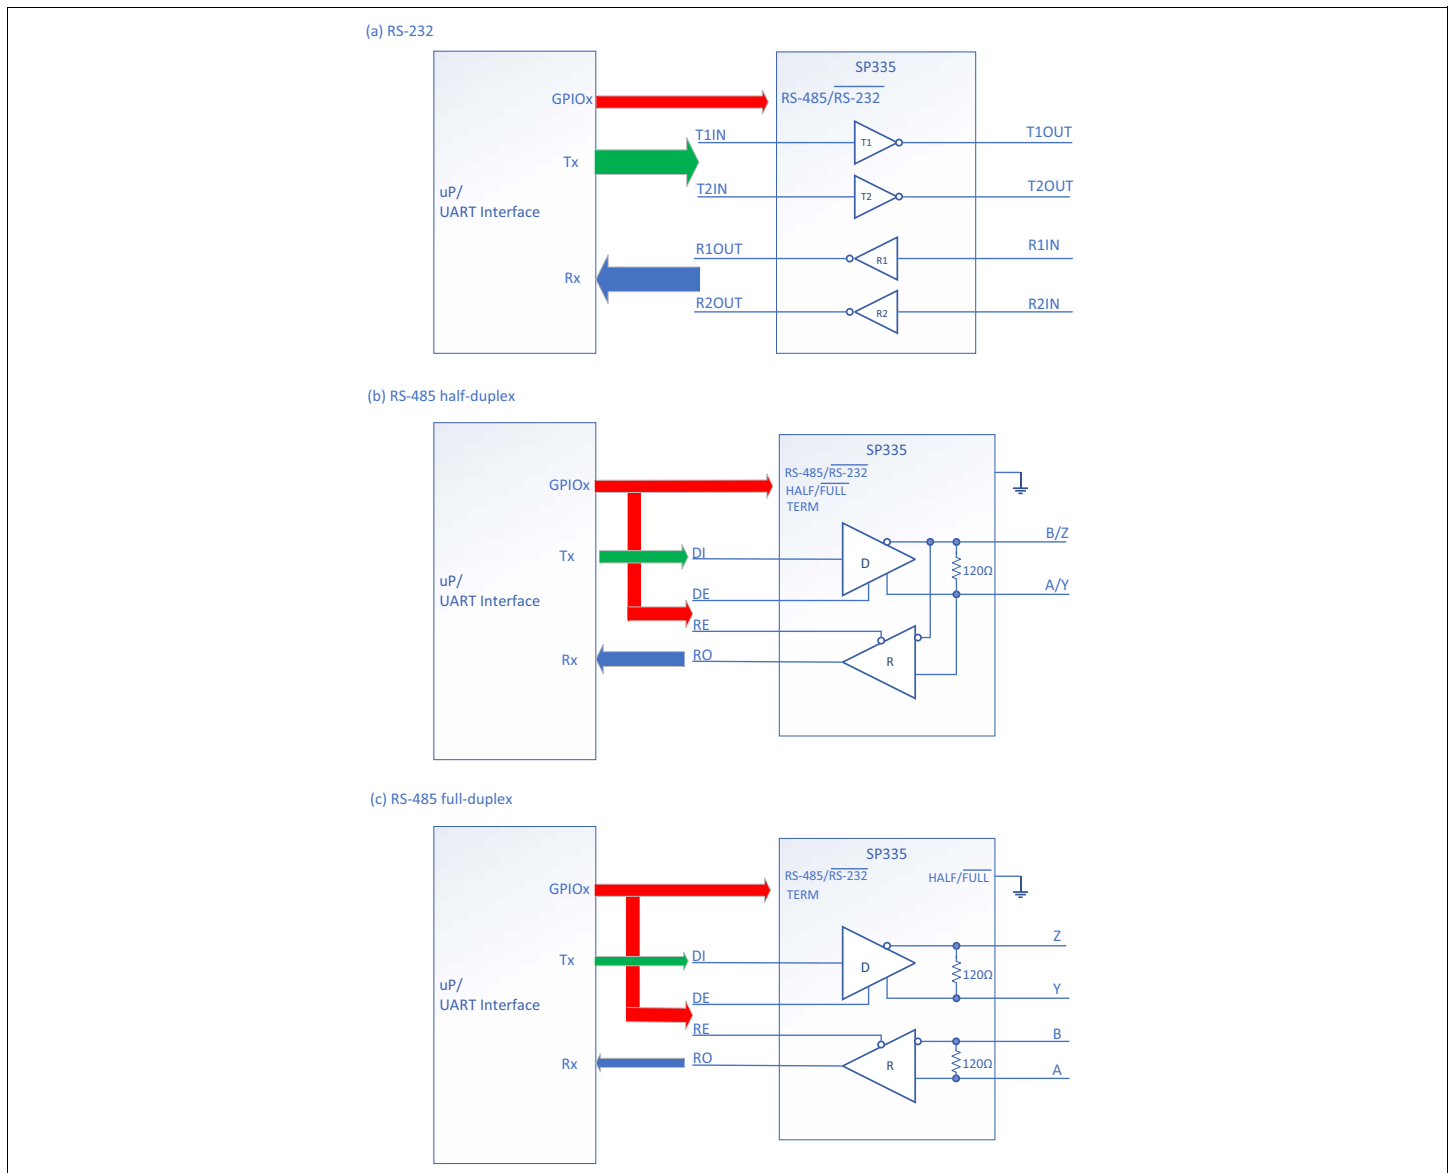 (a) RS-232
SP335
GPIOx
RS-485/RS-232
T1IN
T1
T1OUT
Tx
uP/
UART Interface
T2IN
T2
T2OUT
R1OUT
R1
R1IN
Rx
R2OUT
R2
R2IN
(b) RS-485 half-duplex
SP335
GPIOx
RS-485/RS-232
HALF/FULL
TERM
B/Z
Tx
DI
D
120Ω
uP/
UART Interface
DE
A/Y
RE
Rx
RO
R
(c) RS-485 full-duplex
SP335
GPIOx
RS-485/RS-232
HALF/FULL
TERM
Z
Tx
DI
D
120Ω
uP/
UART Interface
DE
Y
RE
B
Rx
RO
R
120Ω
A